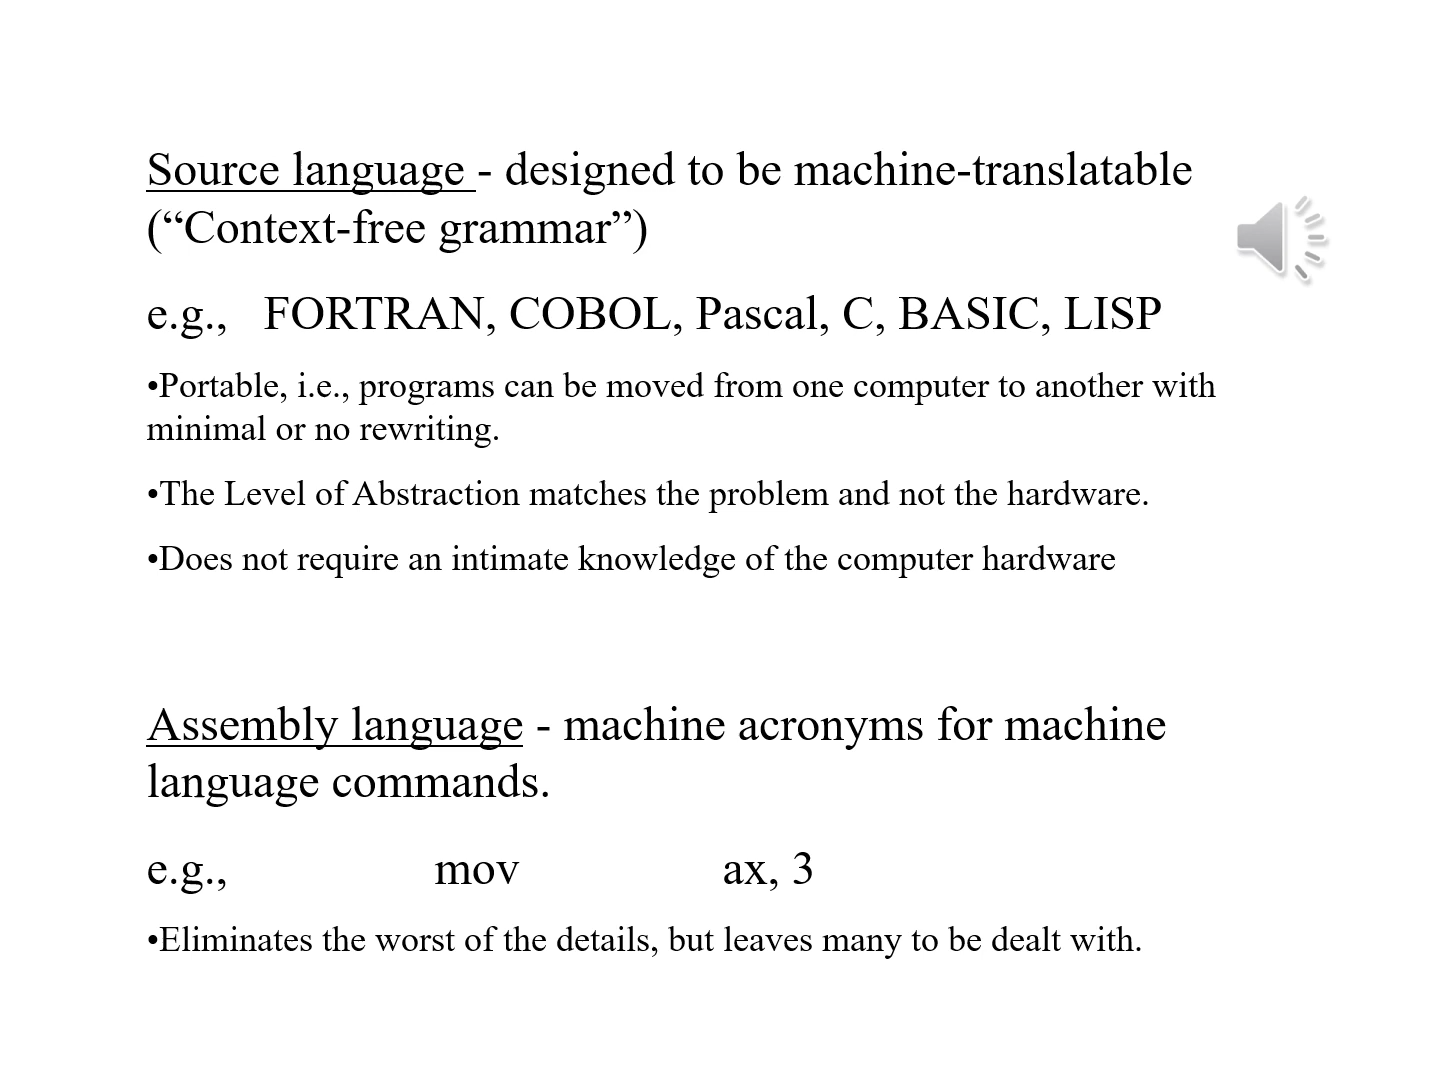 Source language - designed to be machine-translatable
(“Context-free grammar”)
e.g., FORTRAN, COBOL, Pascal, C, BASIC, LISP
•Portable, i.e., programs can be moved from one computer to another with
minimal or no rewriting.
•The Level of Abstraction matches the problem and not the hardware.
•Does not require an intimate knowledge of the computer hardware
Assembly language - machine acronyms for machine
language commands.
e.g., mov ax, 3
•Eliminates the worst of the details, but leaves many to be dealt with.